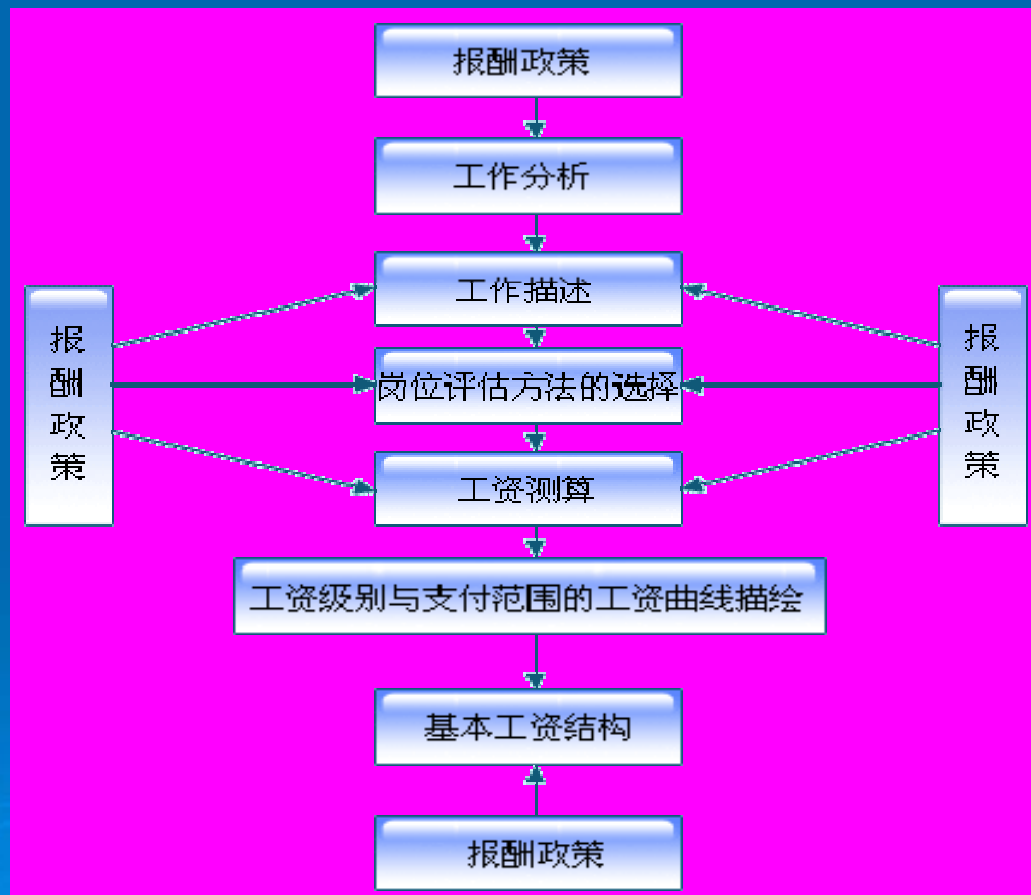 报酬政策
工作分析
工作描述
报酬政策
岗位评估方法的选择
报酬政策
工资测算
工资级别与支付范围的工资曲线描绘
基本工资结构
报酬政策